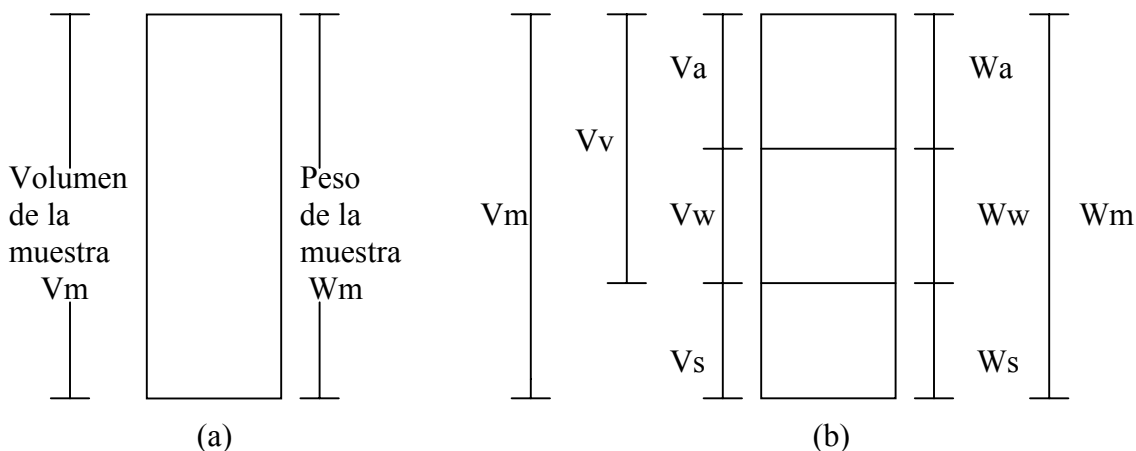 Volumen
de la
muestra
Vm
Peso
de la
muestra
Wm
(a)
Vm
Vv
Va
Vw
Vs
Wa
Ww
Ws
Wm
(b)